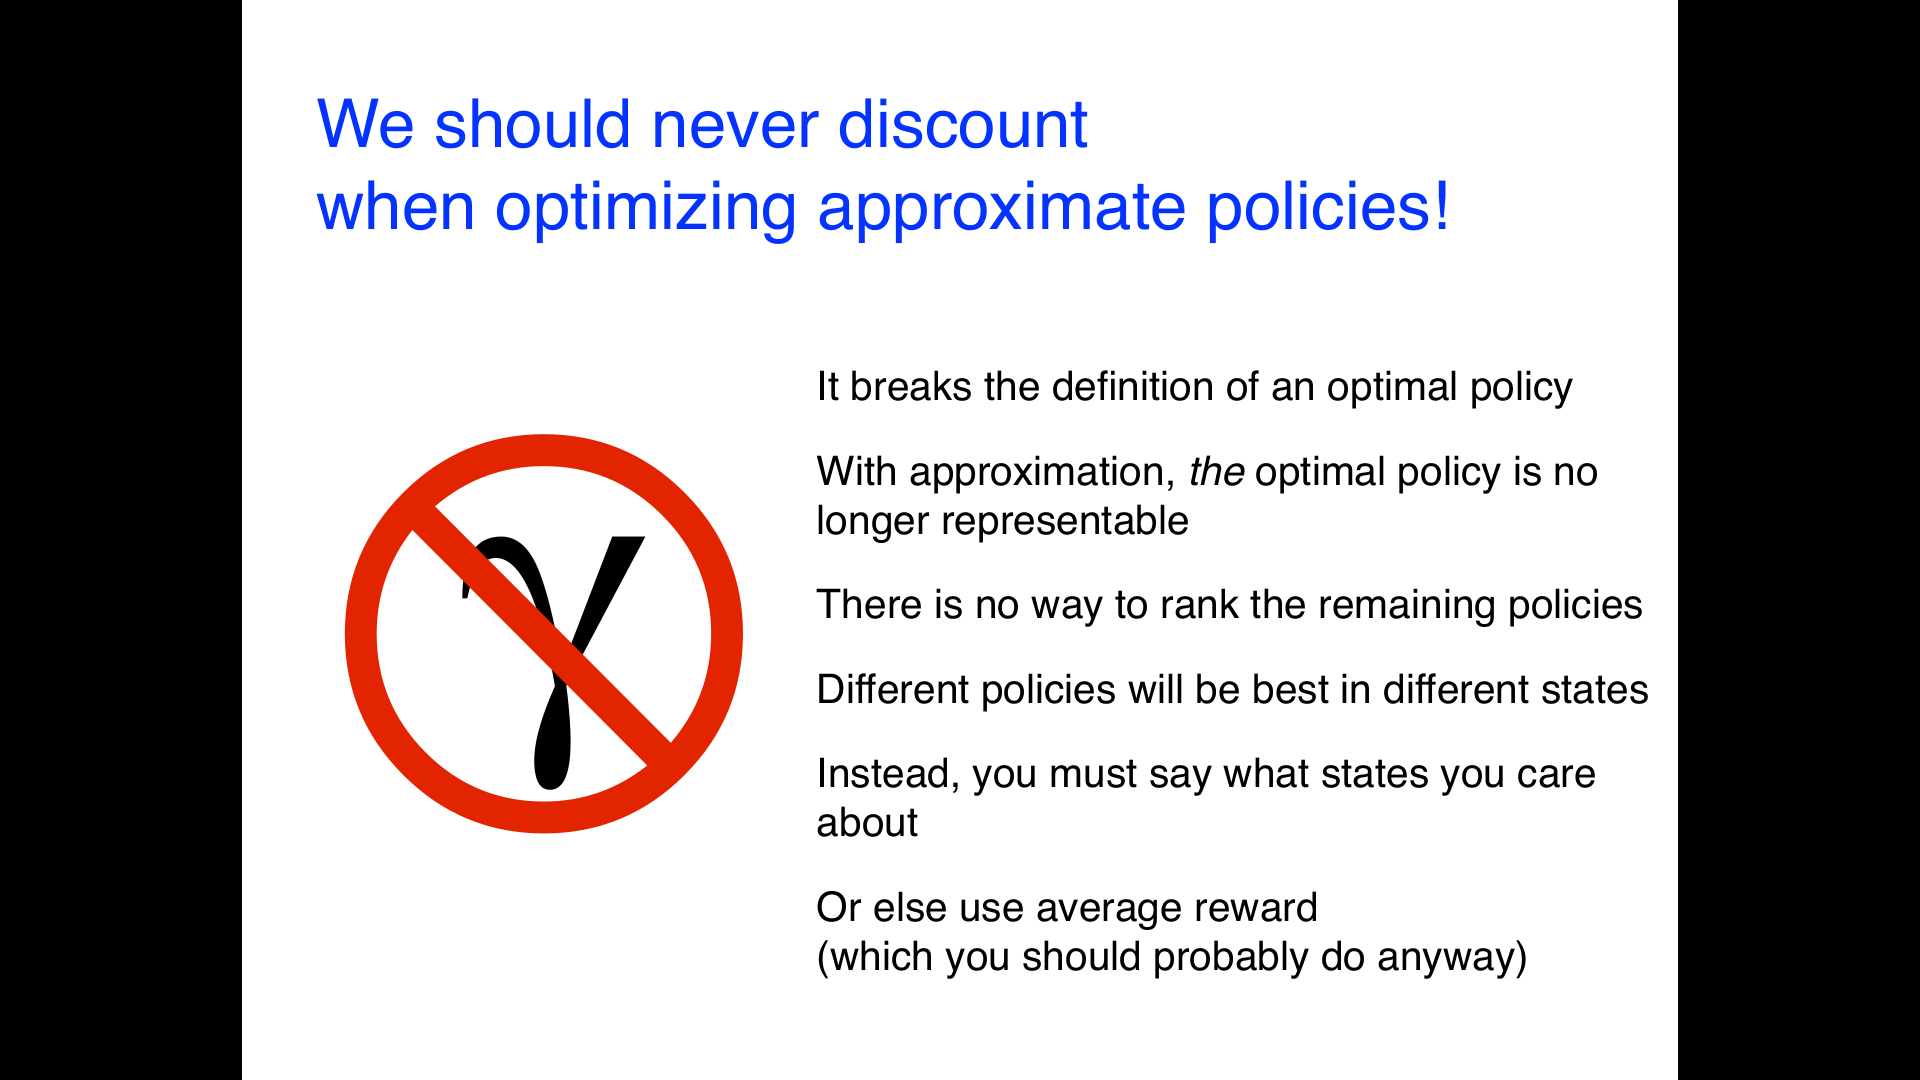 We should never discount
when optimizing approximate policies!
γ
It breaks the definition of an optimal policy
With approximation, the optimal policy is no
longer representable
There is no way to rank the remaining policies
Different policies will be best in different states
Instead, you must say what states you care
about
Or else use average reward
(which you should probably do anyway)